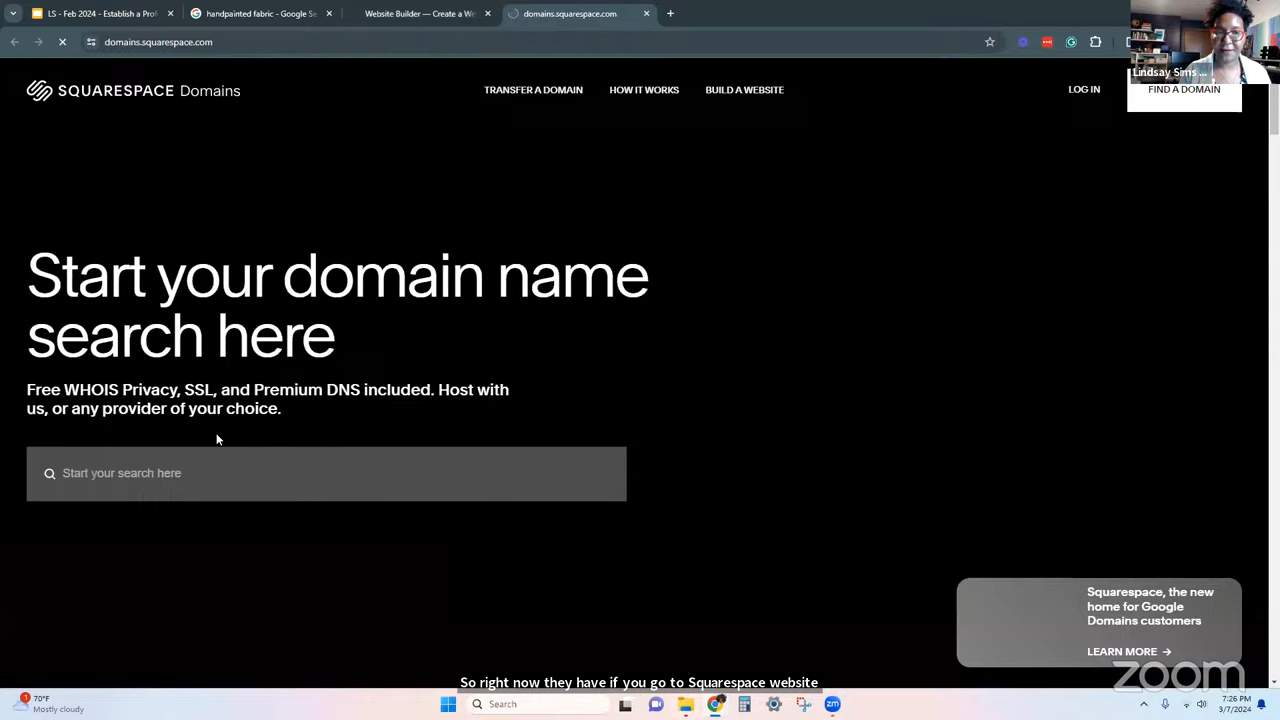 LS - Feb 2024 - Establish a Prof
handpainted fabric - Google Se
Website Builder — Create a We
domains.squarespace.com
domains.squarespace.com
Lindsay Sims ...
SQUARESPACE Domains
TRANSFER A DOMAIN
HOW IT WORKS
BUILD A WEBSITE
LOG IN
FIND A DOMAIN
Start your domain name
search here
Free WHOIS Privacy, SSL, and Premium DNS included. Host with
us, or any provider of your choice.
Start your search here
Squarespace, the new
home for Google
Domains customers
LEARN MORE →
zoom
So right now they have if you go to Squarespace website
1
70°F
Mostly cloudy
Search
zm
7:26 PM
3/7/2024